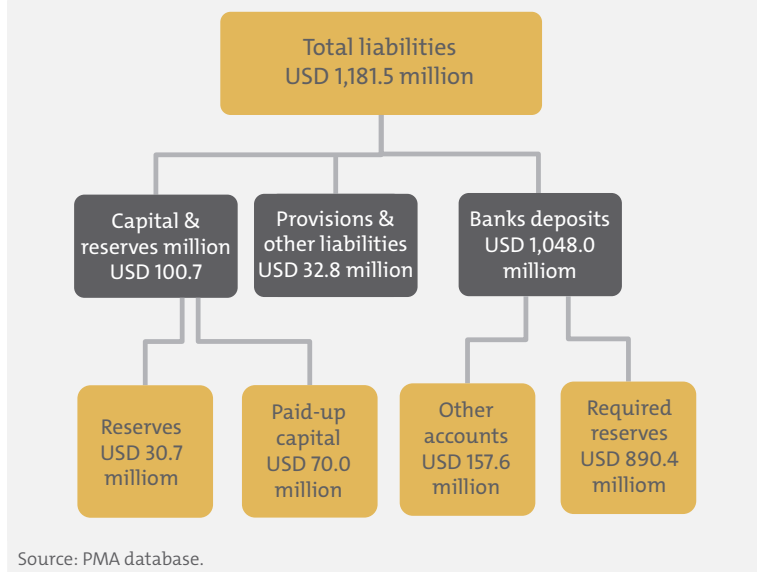 Total liabilities
USD 1,181.5 million
Capital &
reserves million
USD 100.7
Provisions &
other liabilities
USD 32.8 million
Banks deposits
USD 1,048.0
milliom
Reserves
USD 30.7
milliom
Paid-up
capital
USD 70.0
million
Other
accounts
USD 157.6
million
Required
reserves
USD 890.4
milliom
Source: PMA database.